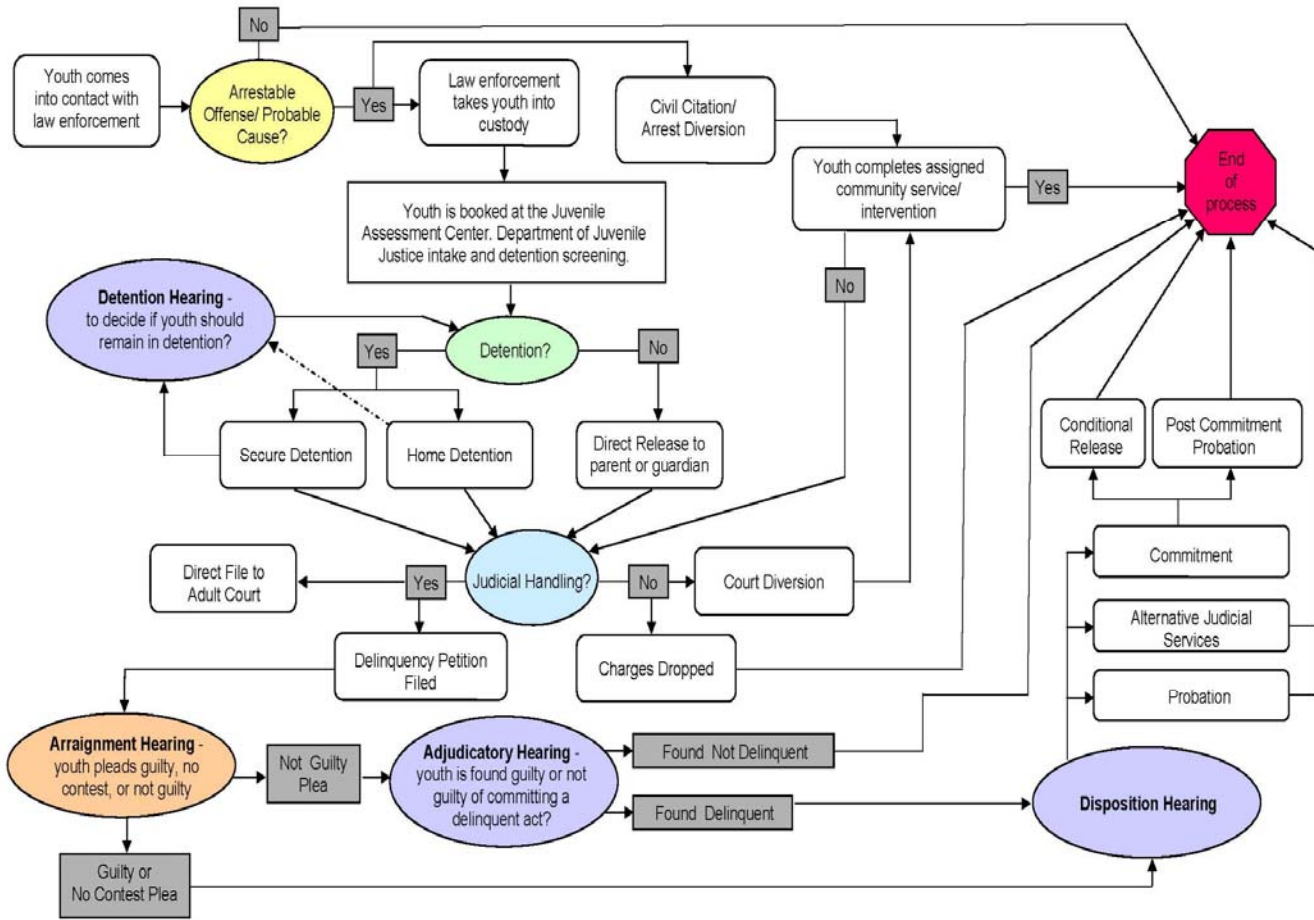 No
Youth comes
into contact with
law enforcement
Arrestable
Offense/ Probable
Cause?
Yes
Law enforcement
takes youth into
custody
Civil Citation/
Arrest Diversion
Youth completes assigned
community service/
intervention
Yes
End
of
process
Youth is booked at the Juvenile
Assessment Center. Department of Juvenile
Justice intake and detention screening.
No
Detention Hearing -
to decide if youth should
remain in detention?
Yes
Detention?
No
Secure Detention
Home Detention
Direct Release to
parent or guardian
Conditional
Release
Post Commitment
Probation
Direct File to
Adult Court
Yes
Judicial Handling?
No
Court Diversion
Commitment
Alternative Judicial
Services
Delinquency Petition
Filed
Charges Dropped
Probation
Arraignment Hearing -
youth pleads guilty, no
contest, or not guilty
Not Guilty
Plea
Adjudicatory Hearing -
youth is found guilty or not
guilty of committing a
delinquent act?
Found Not Delinquent
Found Delinquent
Disposition Hearing
Guilty or
No Contest Plea